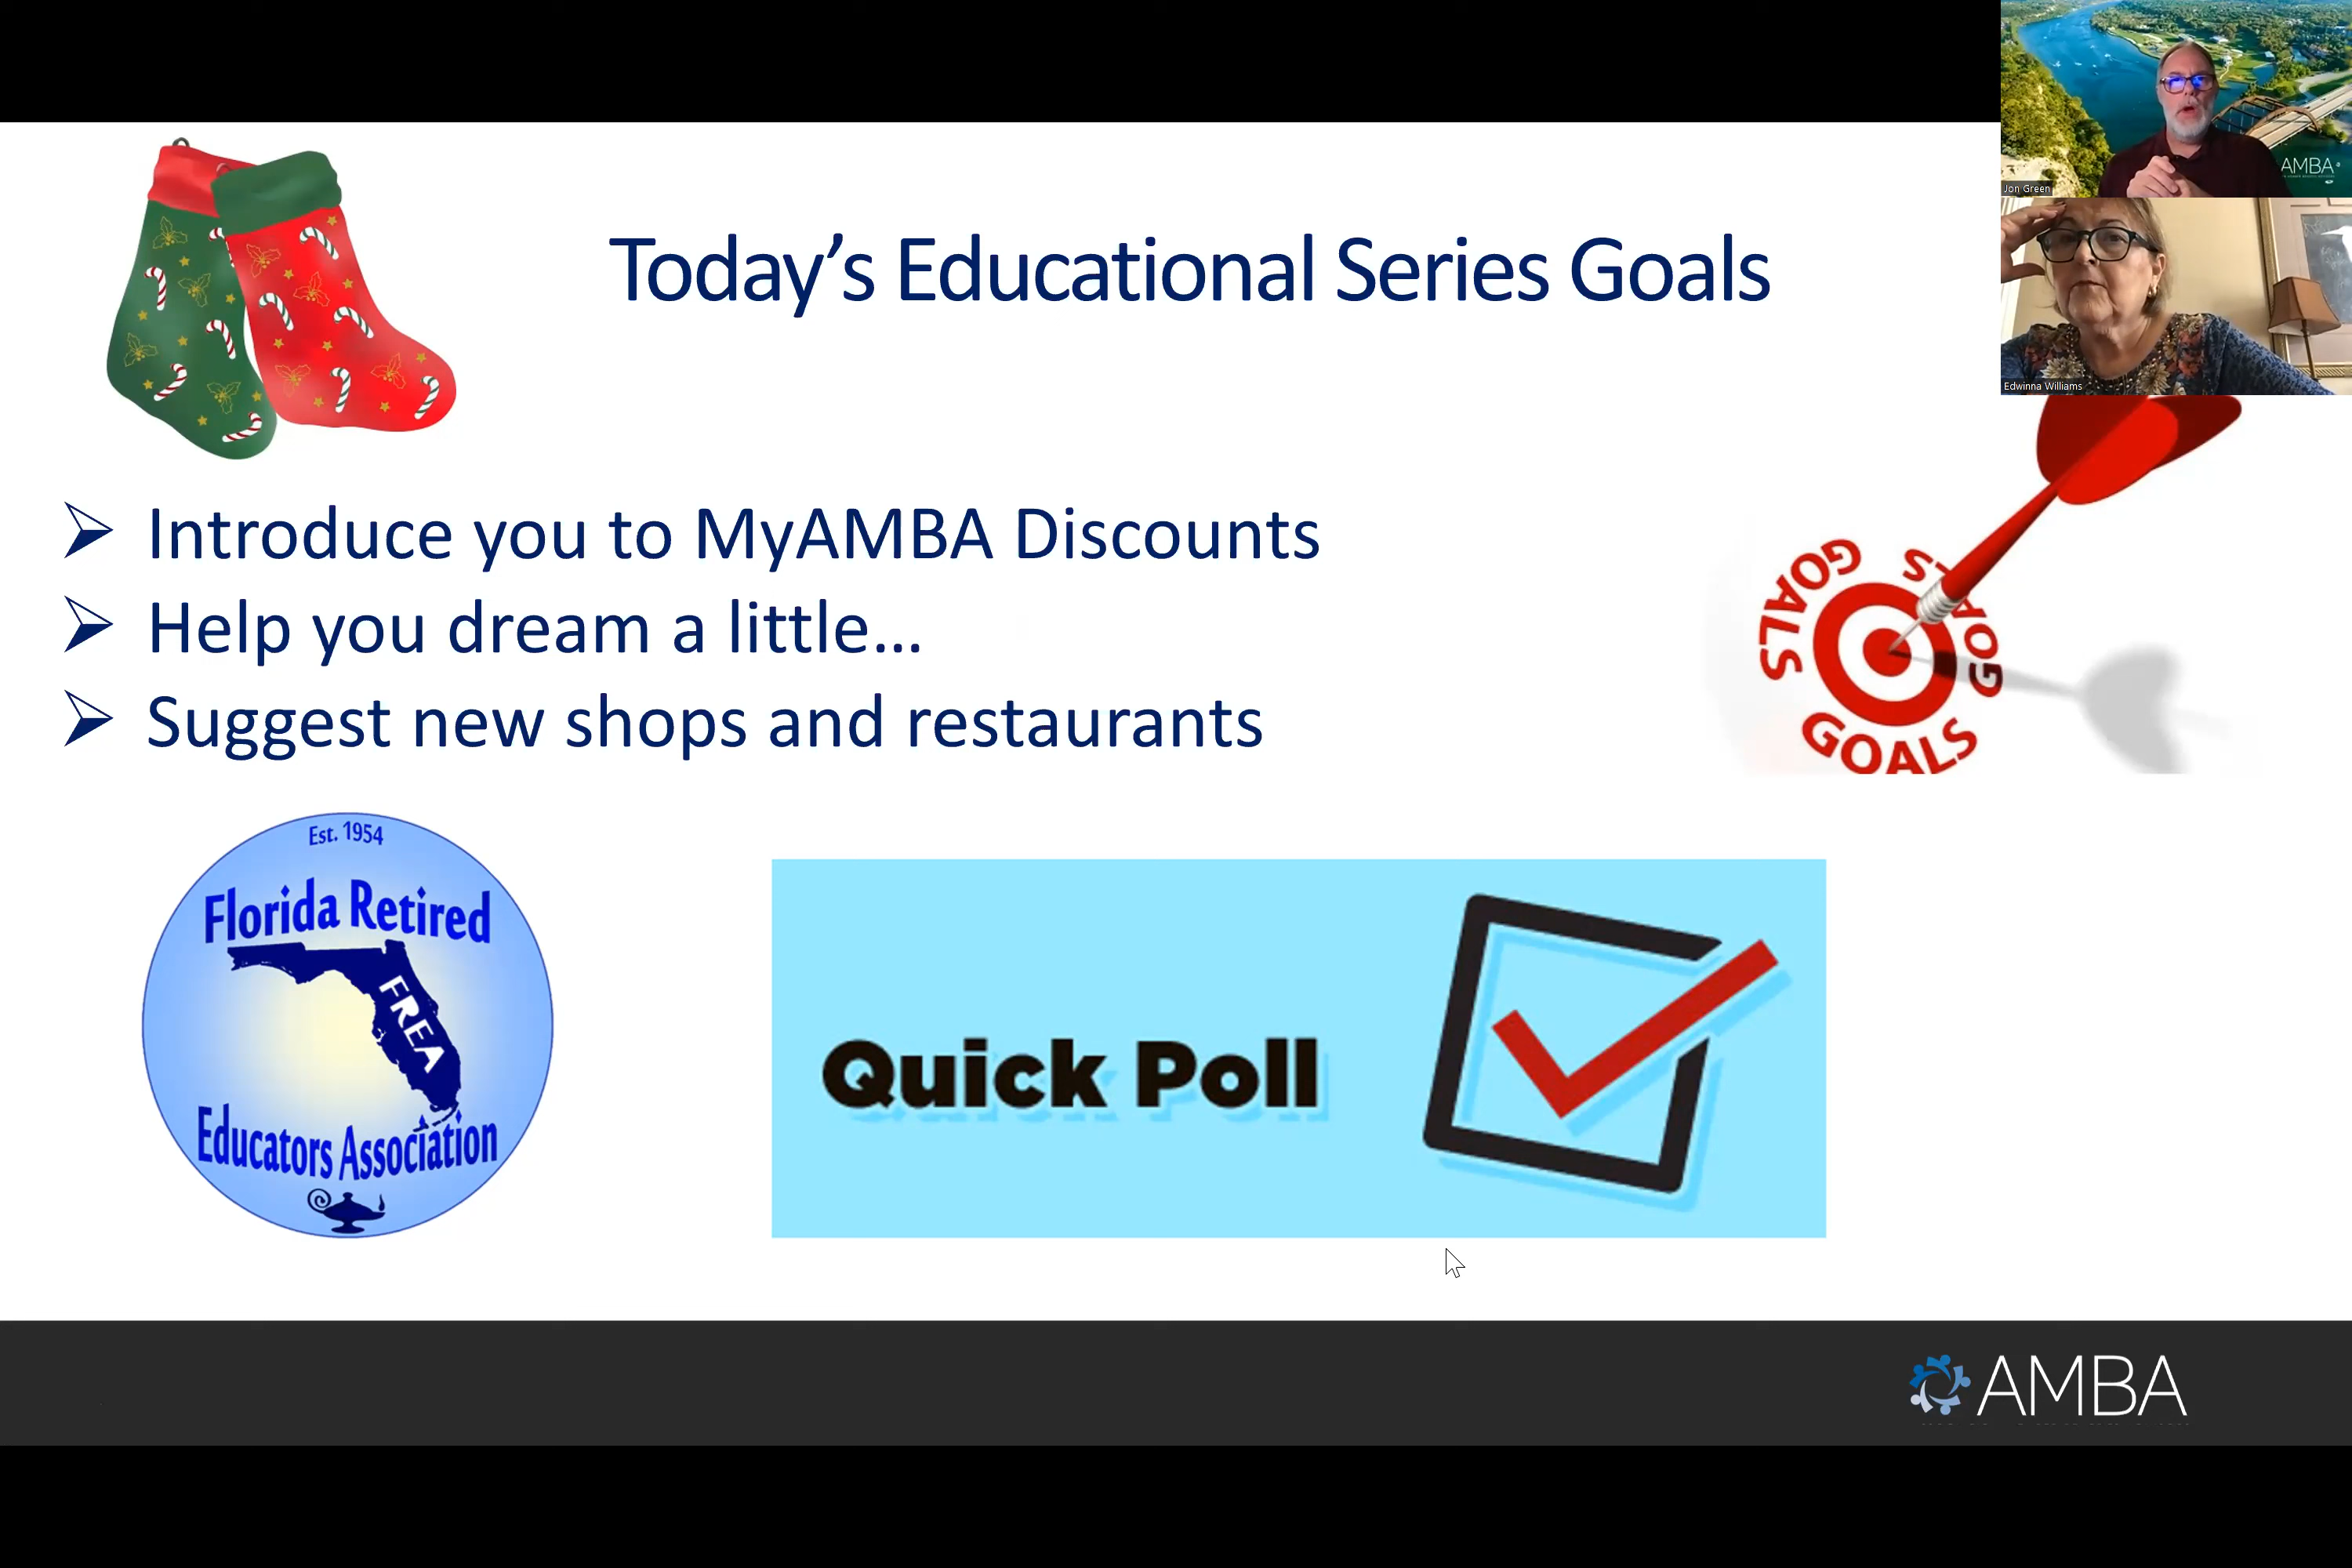 Today's Educational Series Goals
AMBA
Jon Green
Edwinna Williams
➢ Introduce you to MyAMBA Discounts
➢ Help you dream a little...
➢ Suggest new shops and restaurants
GOALS
GOALS
GOALS
Est. 1954
Florida Retired
FREA
Educators Association
Quick Poll
AMBA